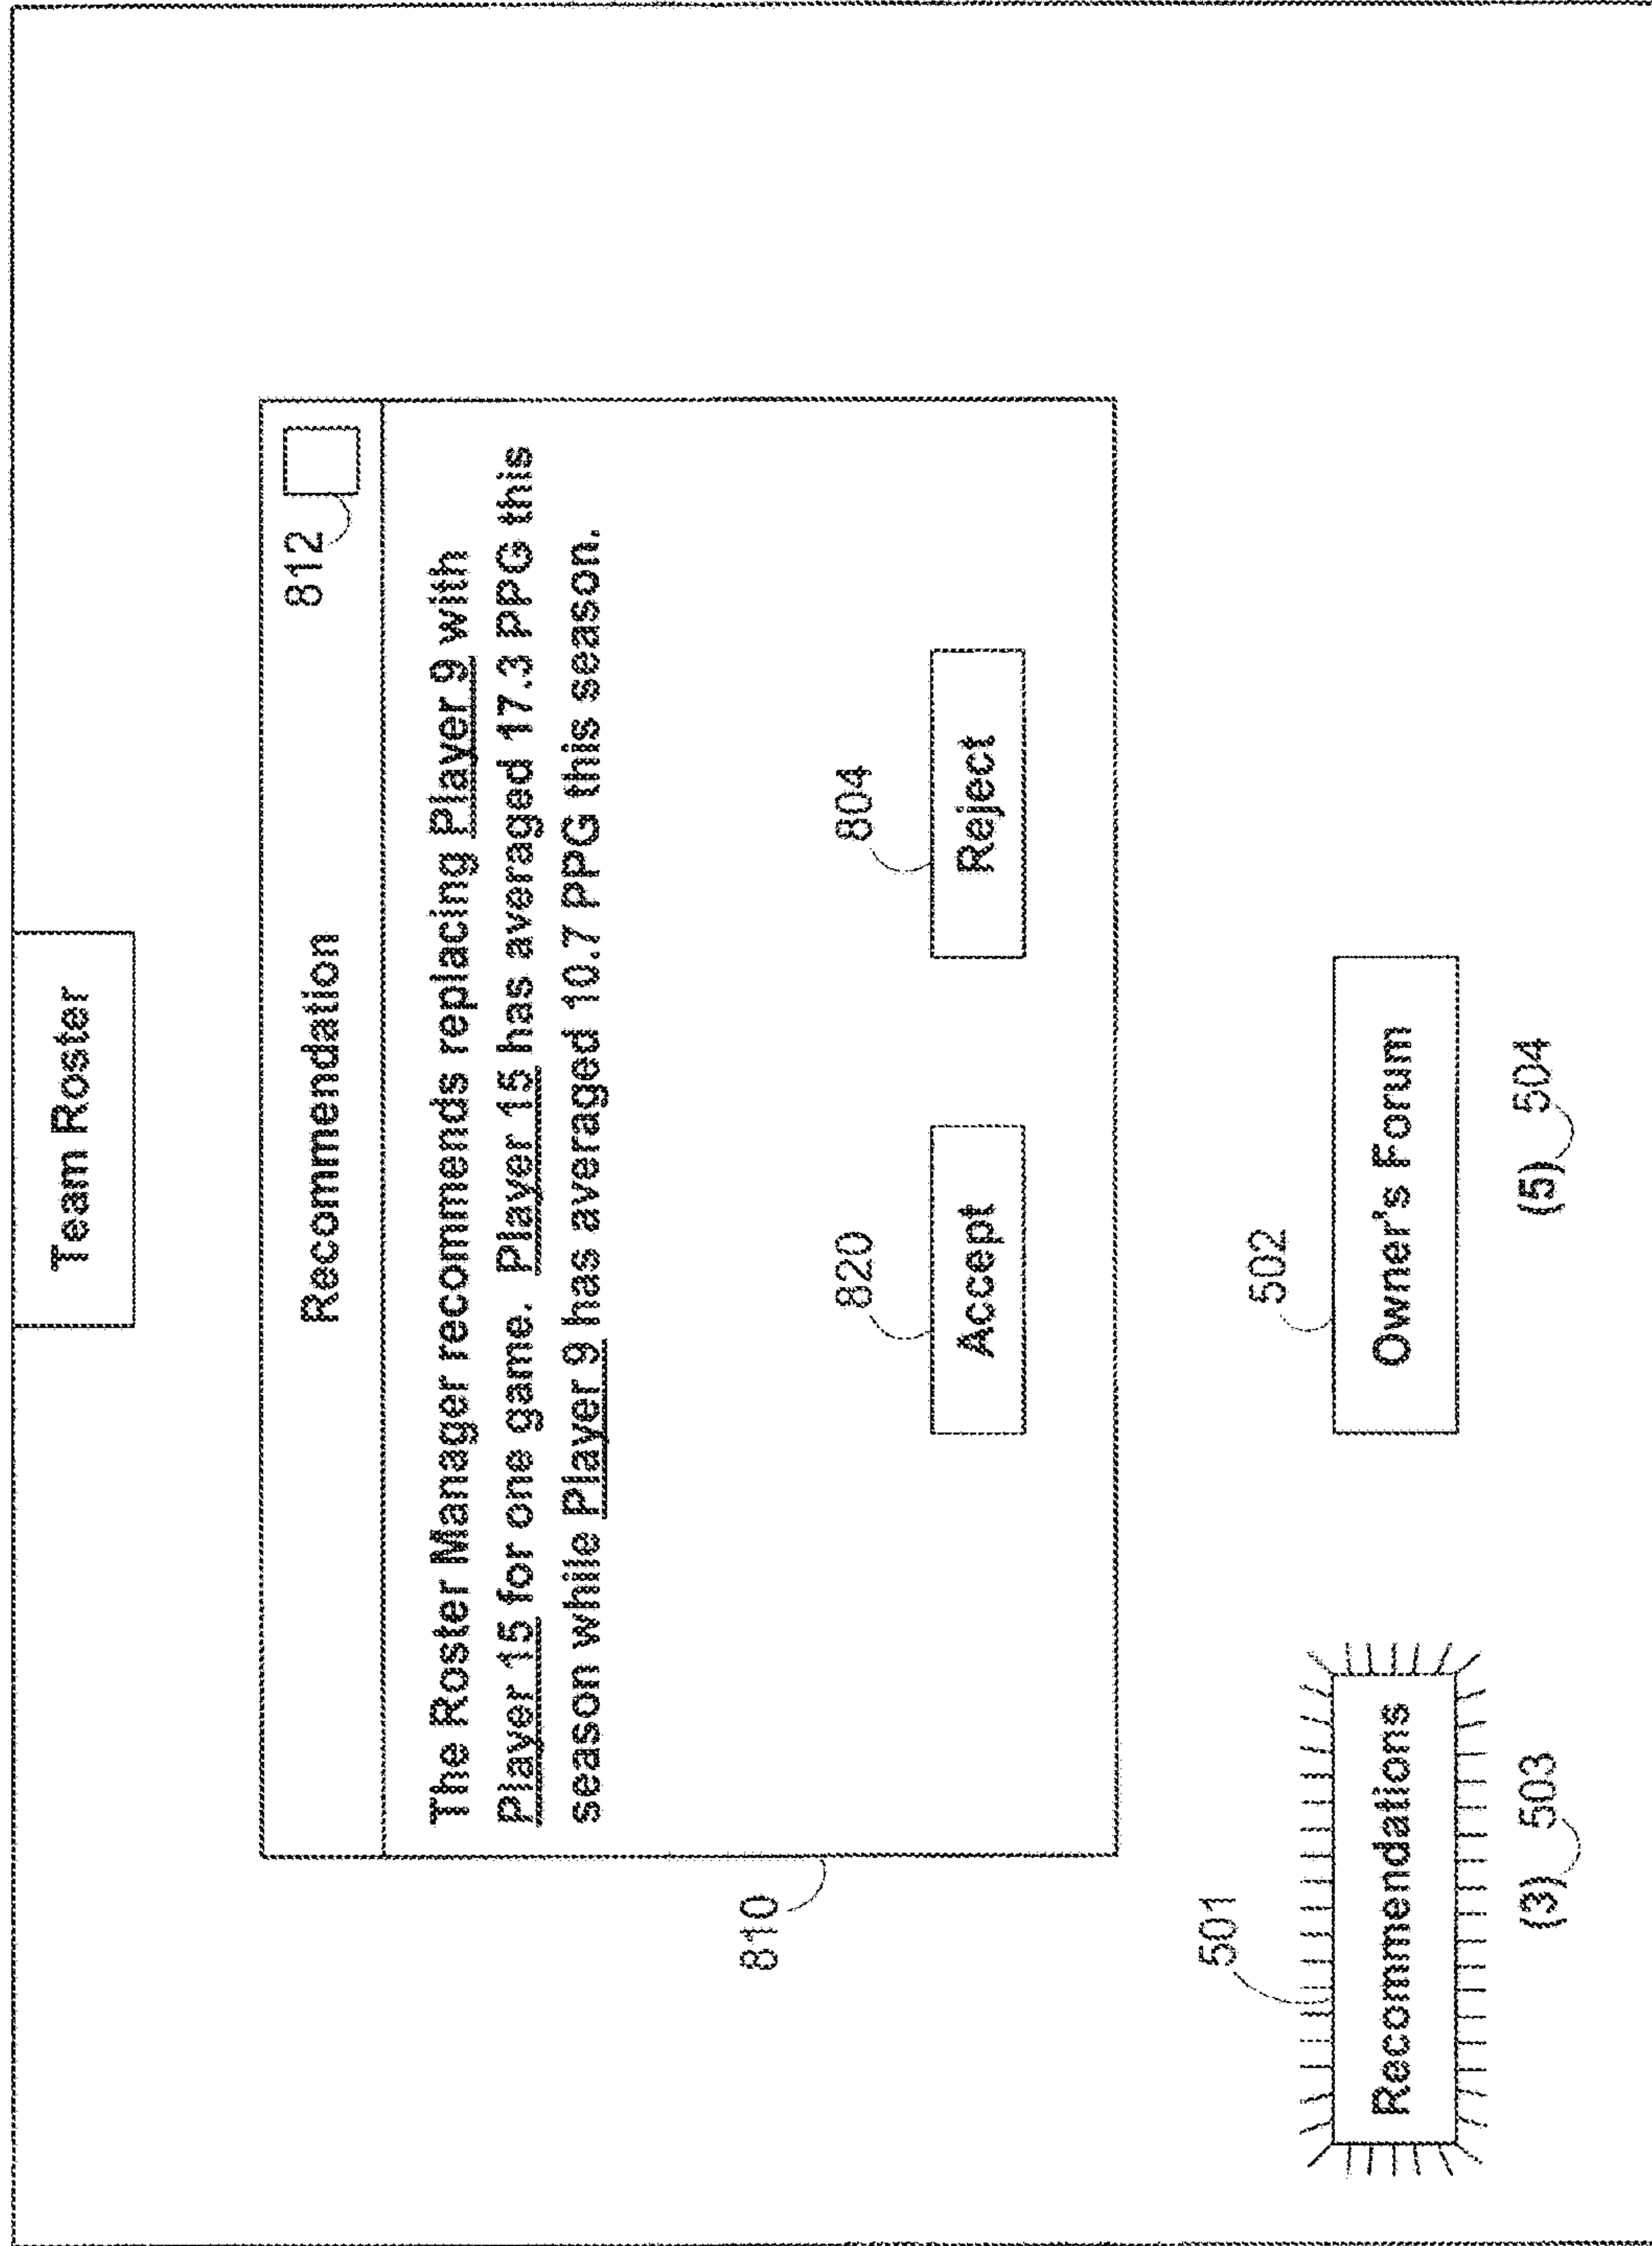 Team Roster
Recommendation
812
The Roster Manager recommends replacing Player 9 with
Player 15 for one game. Player 15 has averaged 17.3 PPG this
season while Player 9 has averaged 10.7 PPG this season.
810
820
804
Accept
Reject
501
502
Recommendations
Owner's Forum
(3) 503
(5) 504